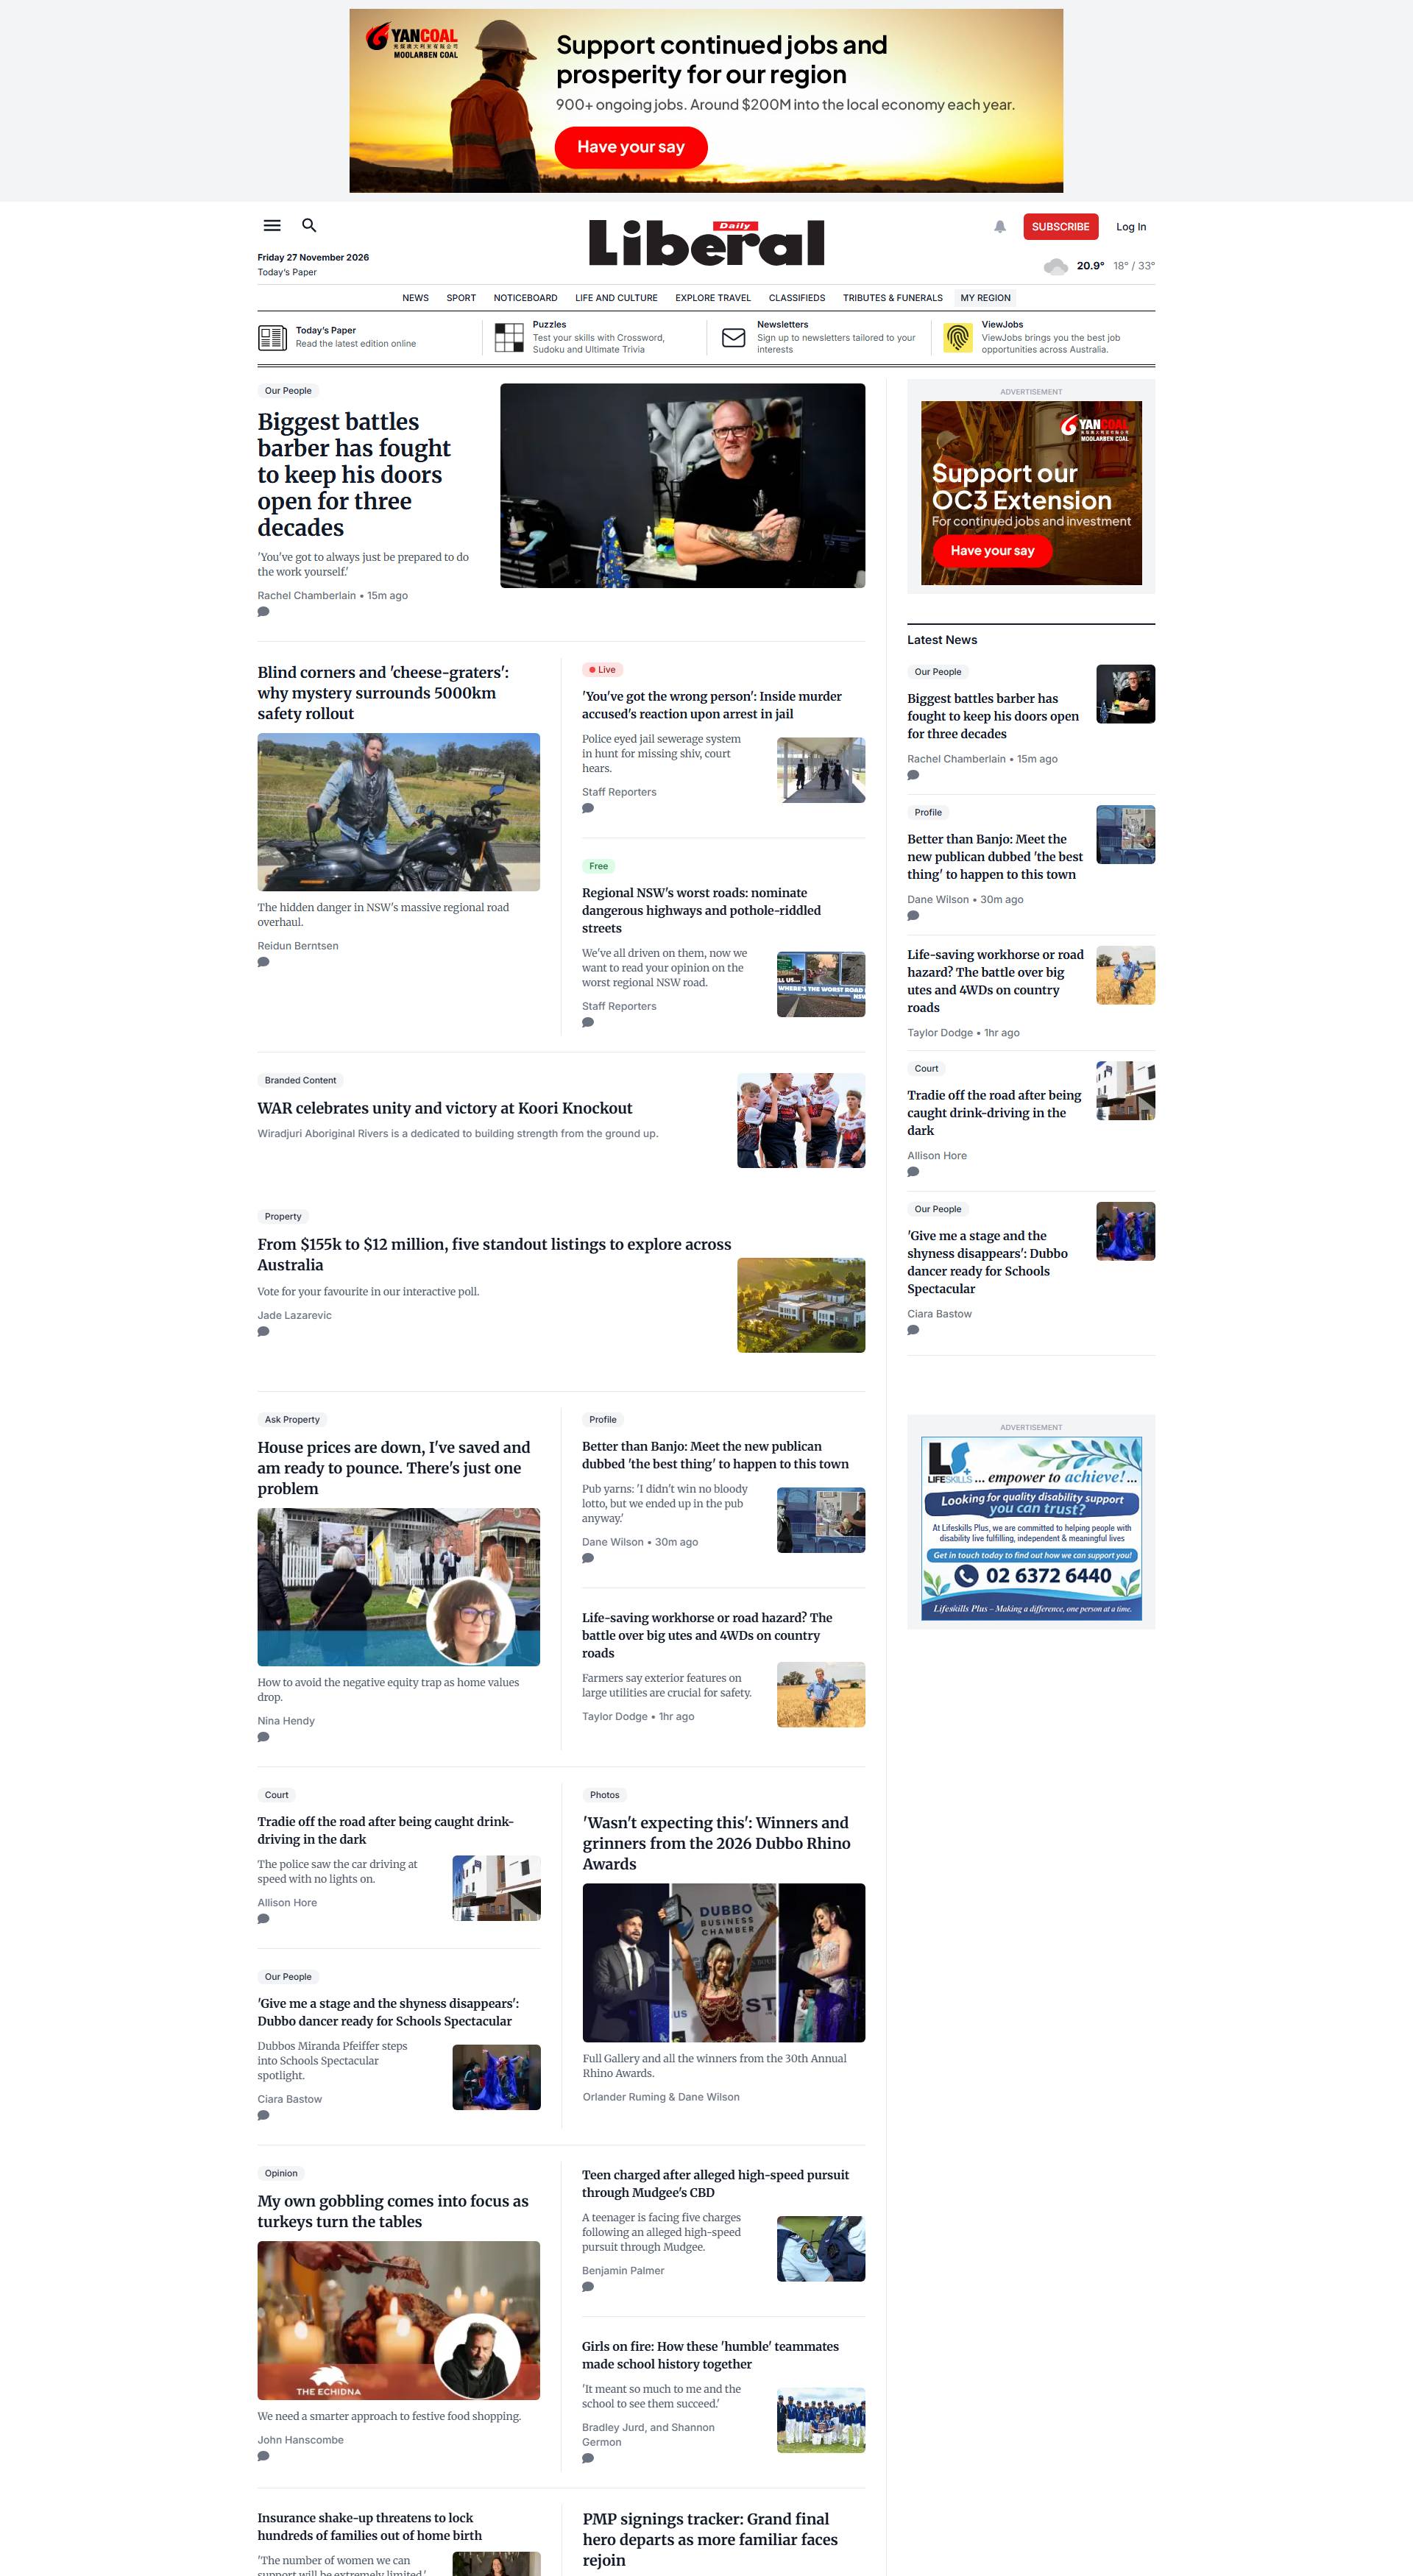 YANCOAL
MOOLARBEN COAL
Support continued jobs and
prosperity for our region
900+ ongoing jobs. Around $200M into the local economy each year.
Have your say
Daily
Liberal
SUBSCRIBE
Log In
Friday 27 November 2026
Today's Paper
20.9° 18° / 33°
NEWS SPORT NOTICEBOARD LIFE AND CULTURE EXPLORE TRAVEL CLASSIFIEDS TRIBUTES & FUNERALS MY REGION
Today's Paper
Read the latest edition online
Puzzles
Test your skills with Crossword,
Sudoku and Ultimate Trivia
Newsletters
Sign up to newsletters tailored to your
interests
ViewJobs
ViewJobs brings you the best job
opportunities across Australia.
Our People
Biggest battles
barber has fought
to keep his doors
open for three
decades
'You've got to always just be prepared to do
the work yourself.'
Rachel Chamberlain • 15m ago
Blind corners and 'cheese-graters':
why mystery surrounds 5000km
safety rollout
The hidden danger in NSW's massive regional road
overhaul.
Reidun Berntsen
Live
'You've got the wrong person': Inside murder
accused's reaction upon arrest in jail
Police eyed jail sewerage system
in hunt for missing shiv, court
hears.
Staff Reporters
Free
Regional NSW's worst roads: nominate
dangerous highways and pothole-riddled
streets
We've all driven on them, now we
want to read your opinion on the
worst regional NSW road.
LL US...
WHERE'S THE WORST ROAD
NSW
Staff Reporters
Branded Content
WAR celebrates unity and victory at Koori Knockout
Wiradjuri Aboriginal Rivers is a dedicated to building strength from the ground up.
Property
From $155k to $12 million, five standout listings to explore across
Australia
Vote for your favourite in our interactive poll.
Jade Lazarevic
Ask Property
House prices are down, I've saved and
am ready to pounce. There's just one
problem
How to avoid the negative equity trap as home values
drop.
Nina Hendy
Profile
Better than Banjo: Meet the new publican
dubbed 'the best thing' to happen to this town
Pub yarns: 'I didn't win no bloody
lotto, but we ended up in the pub
anyway.'
Dane Wilson • 30m ago
Life-saving workhorse or road hazard? The
battle over big utes and 4WDs on country
roads
Farmers say exterior features on
large utilities are crucial for safety.
Taylor Dodge • 1hr ago
Court
Tradie off the road after being caught drink-
driving in the dark
The police saw the car driving at
speed with no lights on.
Allison Hore
Our People
'Give me a stage and the shyness disappears':
Dubbo dancer ready for Schools Spectacular
Dubbos Miranda Pfeiffer steps
into Schools Spectacular
spotlight.
Ciara Bastow
Photos
'Wasn't expecting this': Winners and
grinners from the 2026 Dubbo Rhino
Awards
DUBBO
BUSINESS
CHAMBER
Full Gallery and all the winners from the 30th Annual
Rhino Awards.
Orlander Ruming & Dane Wilson
Opinion
My own gobbling comes into focus as
turkeys turn the tables
THE ECHIDNA
We need a smarter approach to festive food shopping.
John Hanscombe
Teen charged after alleged high-speed pursuit
through Mudgee's CBD
A teenager is facing five charges
following an alleged high-speed
pursuit through Mudgee.
Benjamin Palmer
Girls on fire: How these 'humble' teammates
made school history together
'It meant so much to me and the
school to see them succeed.'
Bradley Jurd, and Shannon
Germon
Insurance shake-up threatens to lock
hundreds of families out of home birth
'The number of women we can
support will be extremely limited.'
PMP signings tracker: Grand final
hero departs as more familiar faces
rejoin
ADVERTISEMENT
YANCOAL
MOOLARBEN COAL
Support our
OC3 Extension
For continued jobs and investment
Have your say
Latest News
Our People
Biggest battles barber has
fought to keep his doors open
for three decades
Rachel Chamberlain • 15m ago
Profile
Better than Banjo: Meet the
new publican dubbed 'the best
thing' to happen to this town
Dane Wilson • 30m ago
Life-saving workhorse or road
hazard? The battle over big
utes and 4WDs on country
roads
Taylor Dodge • 1hr ago
Court
Tradie off the road after being
caught drink-driving in the
dark
Allison Hore
Our People
'Give me a stage and the
shyness disappears': Dubbo
dancer ready for Schools
Spectacular
Ciara Bastow
ADVERTISEMENT
LS+
LIFESKILLS
... empower to achieve! ...
Looking for quality disability support
you can trust?
At Lifeskills Plus, we are committed to helping people with
disability live fulfilling, independent & meaningful lives
Get in touch today to find out how we can support you!
02 6372 6440
Lifeskills Plus – Making a difference, one person at a time.